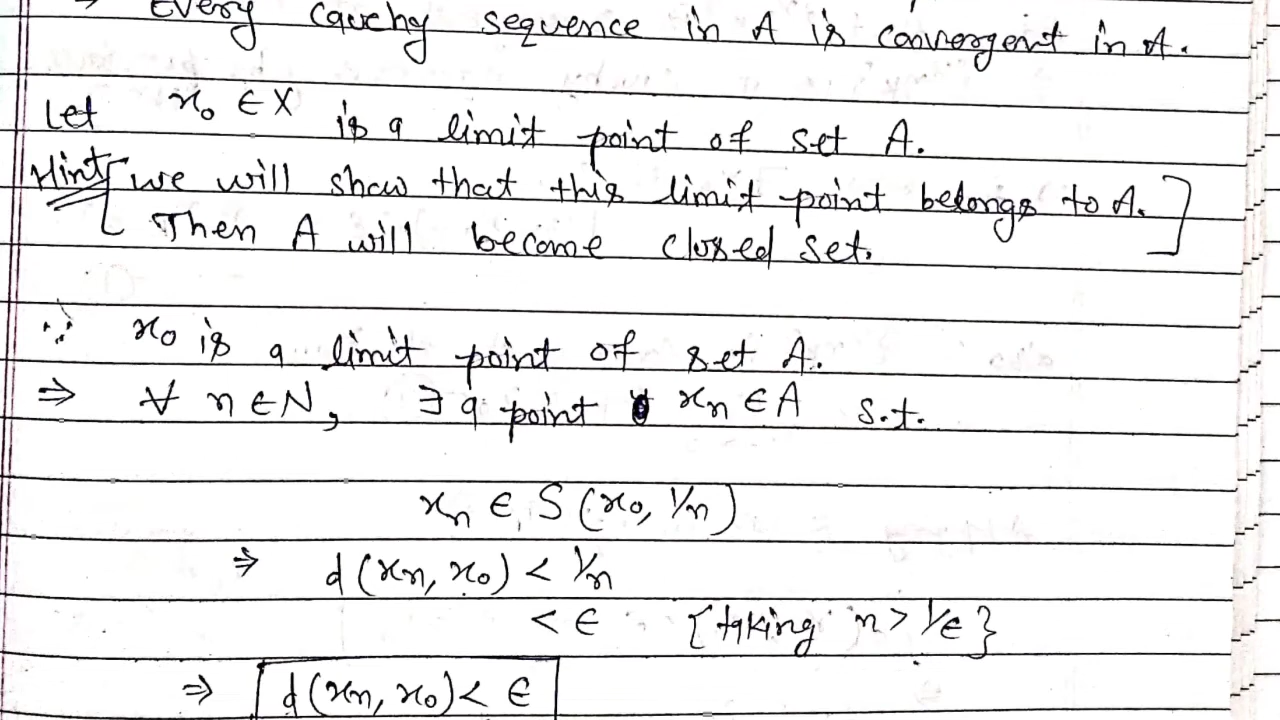 ⇒ Every cauchy sequence in A is convergent in A.
Let x₀ ∈ X is a limit point of set A.
Hint [we will show that this limit point belongs to A.
Then A will become closed set.]
∵ x₀ is a limit point of set A.
⇒ ∀ n ∈ N, ∃ a point xₙ ∈ A s.t.
xₙ ∈ S(x₀, 1/n)
⇒ d(xₙ, x₀) < 1/n
< ϵ {taking n > 1/ϵ}
⇒ d(xₙ, x₀) < ϵ